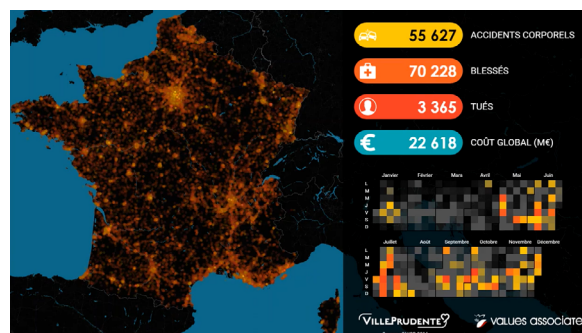 55 627 ACCIDENTS CORPORELS
70 228 BLESSÉS
3 365 TUÉS
€ 22 618 COÛT GLOBAL (M€)
Janvier Février Mars Avril Mai Juin
L
M
M
J
V
S
D
Juillet Août Septembre Octobre Novembre Décembre
L
M
M
J
V
S
D
VILLEPRUDENTE values associates